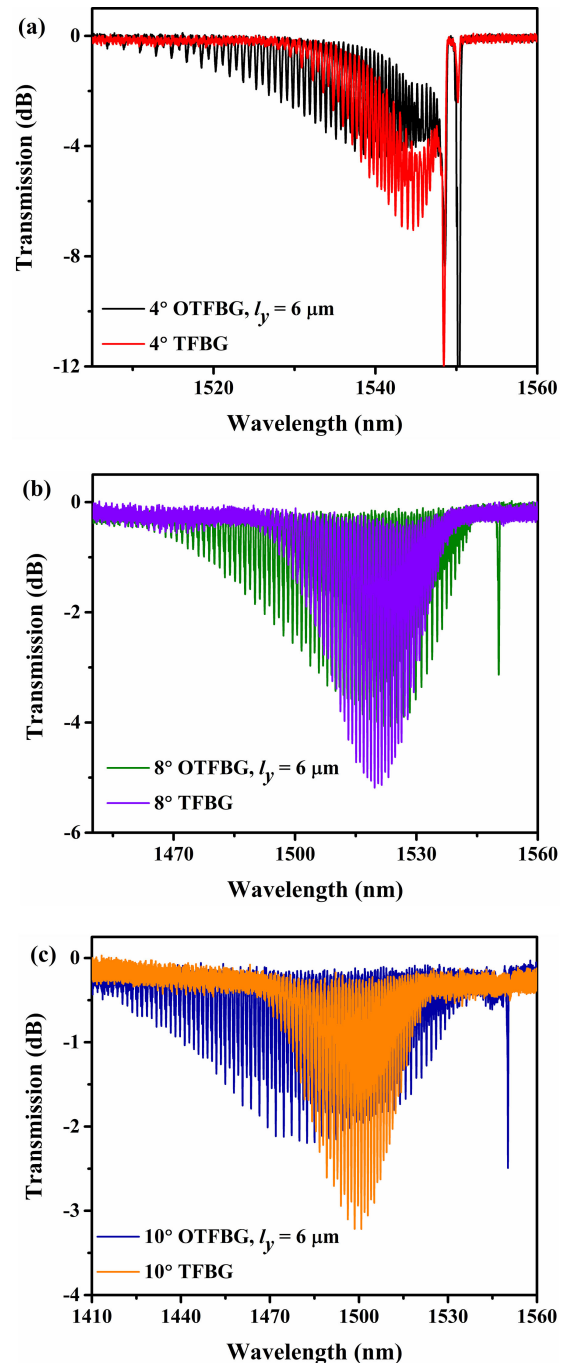 (a)
0
-4
-8
-12
Transmission (dB)
4° OTFBG, l_y = 6 μm
4° TFBG
1520 1540 1560
Wavelength (nm)
(b)
0
-2
-4
-6
Transmission (dB)
8° OTFBG, l_y = 6 μm
8° TFBG
1470 1500 1530 1560
Wavelength (nm)
(c)
0
-1
-2
-3
-4
Transmission (dB)
10° OTFBG, l_y = 6 μm
10° TFBG
1410 1440 1470 1500 1530 1560
Wavelength (nm)